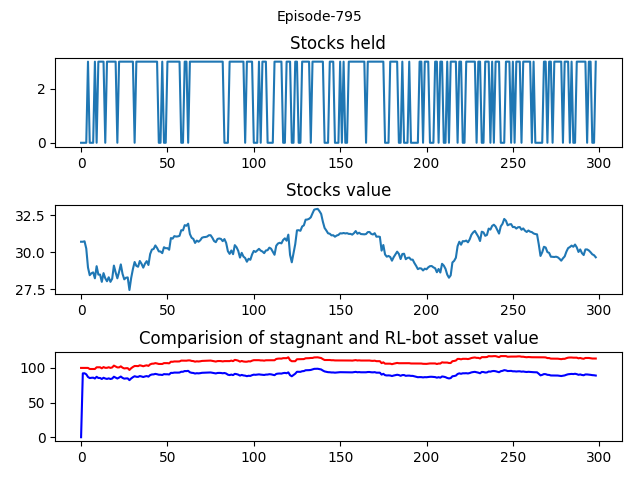 Episode-795
Stocks held
2
0
0 50 100 150 200 250 300
Stocks value
32.5
30.0
27.5
0 50 100 150 200 250 300
Comparision of stagnant and RL-bot asset value
100
50
0
0 50 100 150 200 250 300